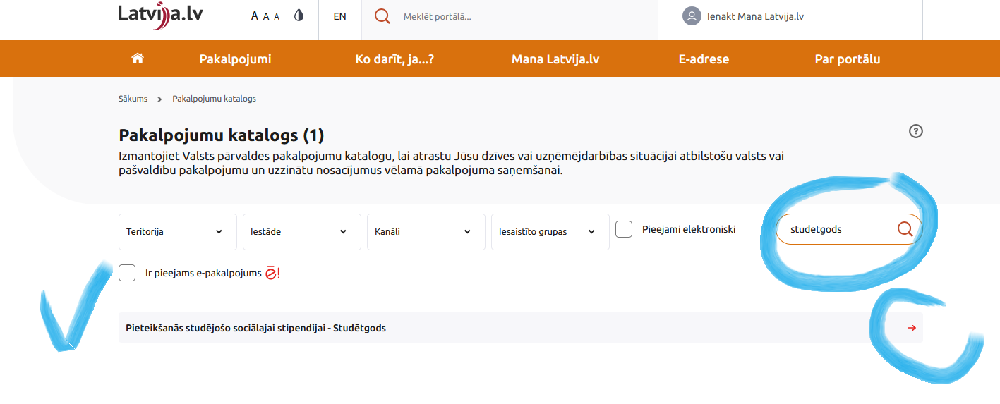 Latvija.lv
A A A
EN
Meklēt portālā...
Ienākt Mana Latvija.lv
Pakalpojumi
Ko darīt, ja...?
Mana Latvija.lv
E-adrese
Par portālu
Sākums > Pakalpojumu katalogs
Pakalpojumu katalogs (1)
?
Izmantojiet Valsts pārvaldes pakalpojumu katalogu, lai atrastu Jūsu dzīves vai uzņēmējdarbības situācijai atbilstošu valsts vai
pašvaldību pakalpojumu un uzzinātu nosacījumus vēlamā pakalpojuma saņemšanai.
Teritorija
Iestāde
Kanāli
Iesaistīto grupas
Pieejami elektroniski
studētgods
Ir pieejams e-pakalpojums ē!
Pieteikšanās studējošo sociālajai stipendijai - Studētgods